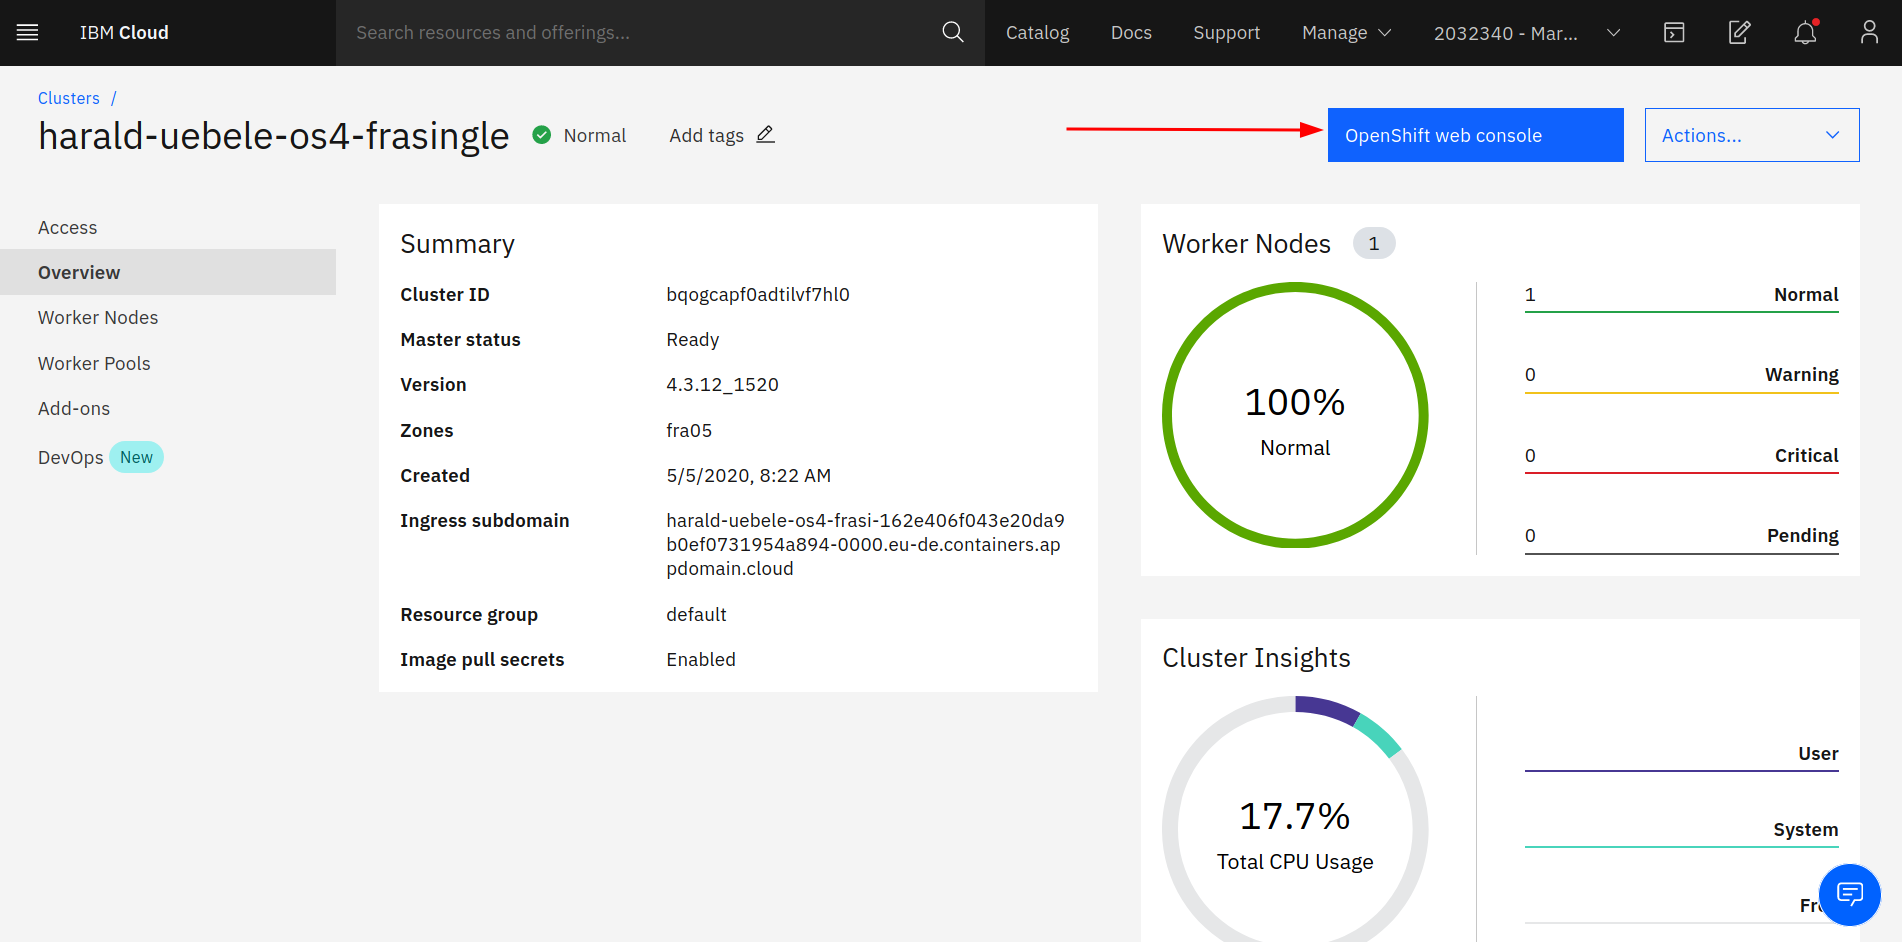 IBM Cloud
Search resources and offerings...
Catalog
Docs
Support
Manage
2032340 - Mar...
Clusters /
harald-uebele-os4-frasingle
Normal
Add tags
OpenShift web console
Actions...
Access
Overview
Worker Nodes
Worker Pools
Add-ons
DevOps New
Summary
Cluster ID bqogcapf0adtilvf7hl0
Master status Ready
Version 4.3.12_1520
Zones fra05
Created 5/5/2020, 8:22 AM
Ingress subdomain harald-uebele-os4-frasi-162e406f043e20da9
b0ef0731954a894-0000.eu-de.containers.ap
pdomain.cloud
Resource group default
Image pull secrets Enabled
Worker Nodes 1
100%
Normal
1 Normal
0 Warning
0 Critical
0 Pending
Cluster Insights
17.7%
Total CPU Usage
User
System